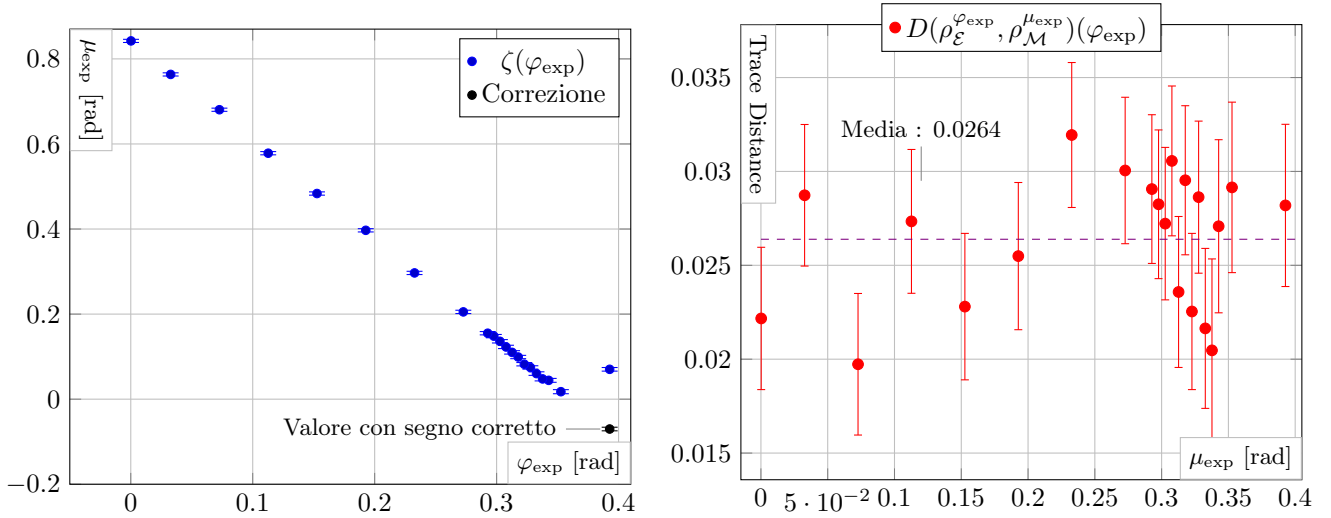 0.8
0.6
0.4
0.2
0
−0.2
μexp [rad]
ζ(φexp)
Correzione
Valore con segno corretto
φexp [rad]
0
0.1
0.2
0.3
0.4
0.035
0.03
0.025
0.02
0.015
Trace Distance
D(ρ_ℰ^{φexp}, ρ_ℳ^{μexp})(φexp)
Media : 0.0264
μexp [rad]
0
5 · 10⁻²
0.1
0.15
0.2
0.25
0.3
0.35
0.4